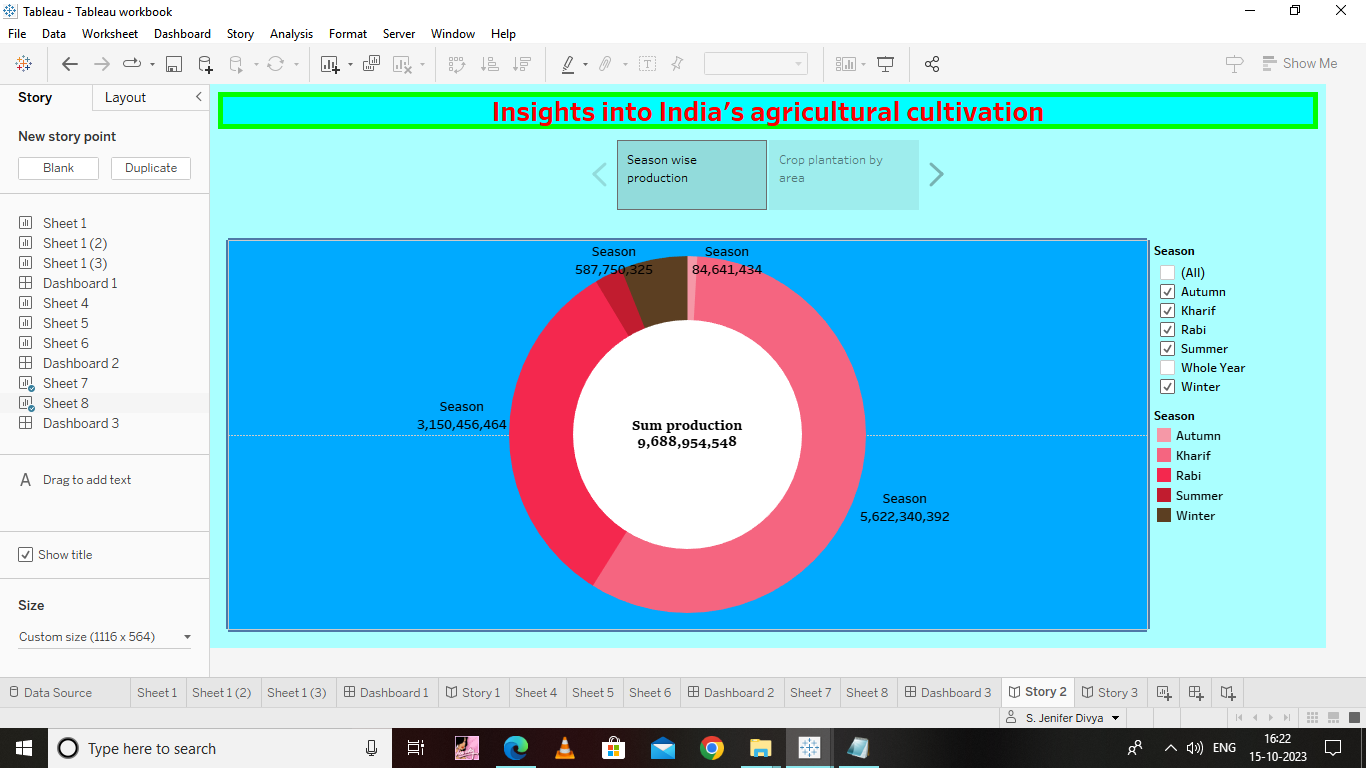 Tableau - Tableau workbook
File Data Worksheet Dashboard Story Analysis Format Server Window Help
Show Me
Story Layout
New story point
Blank Duplicate
Sheet 1
Sheet 1 (2)
Sheet 1 (3)
Dashboard 1
Sheet 4
Sheet 5
Sheet 6
Dashboard 2
Sheet 7
Sheet 8
Dashboard 3
A Drag to add text
Show title
Size
Custom size (1116 x 564)
Insights into India’s agricultural cultivation
Season wise
production
Crop plantation by
area
Season
587,750,325
Season
84,641,434
Season
3,150,456,464
Sum production
9,688,954,548
Season
5,622,340,392
Season
(All)
Autumn
Kharif
Rabi
Summer
Whole Year
Winter
Season
Autumn
Kharif
Rabi
Summer
Winter
Data Source Sheet 1 Sheet 1 (2) Sheet 1 (3) Dashboard 1 Story 1 Sheet 4 Sheet 5 Sheet 6 Dashboard 2 Sheet 7 Sheet 8 Dashboard 3 Story 2 Story 3
S. Jenifer Divya
Type here to search
ENG
16:22
15-10-2023